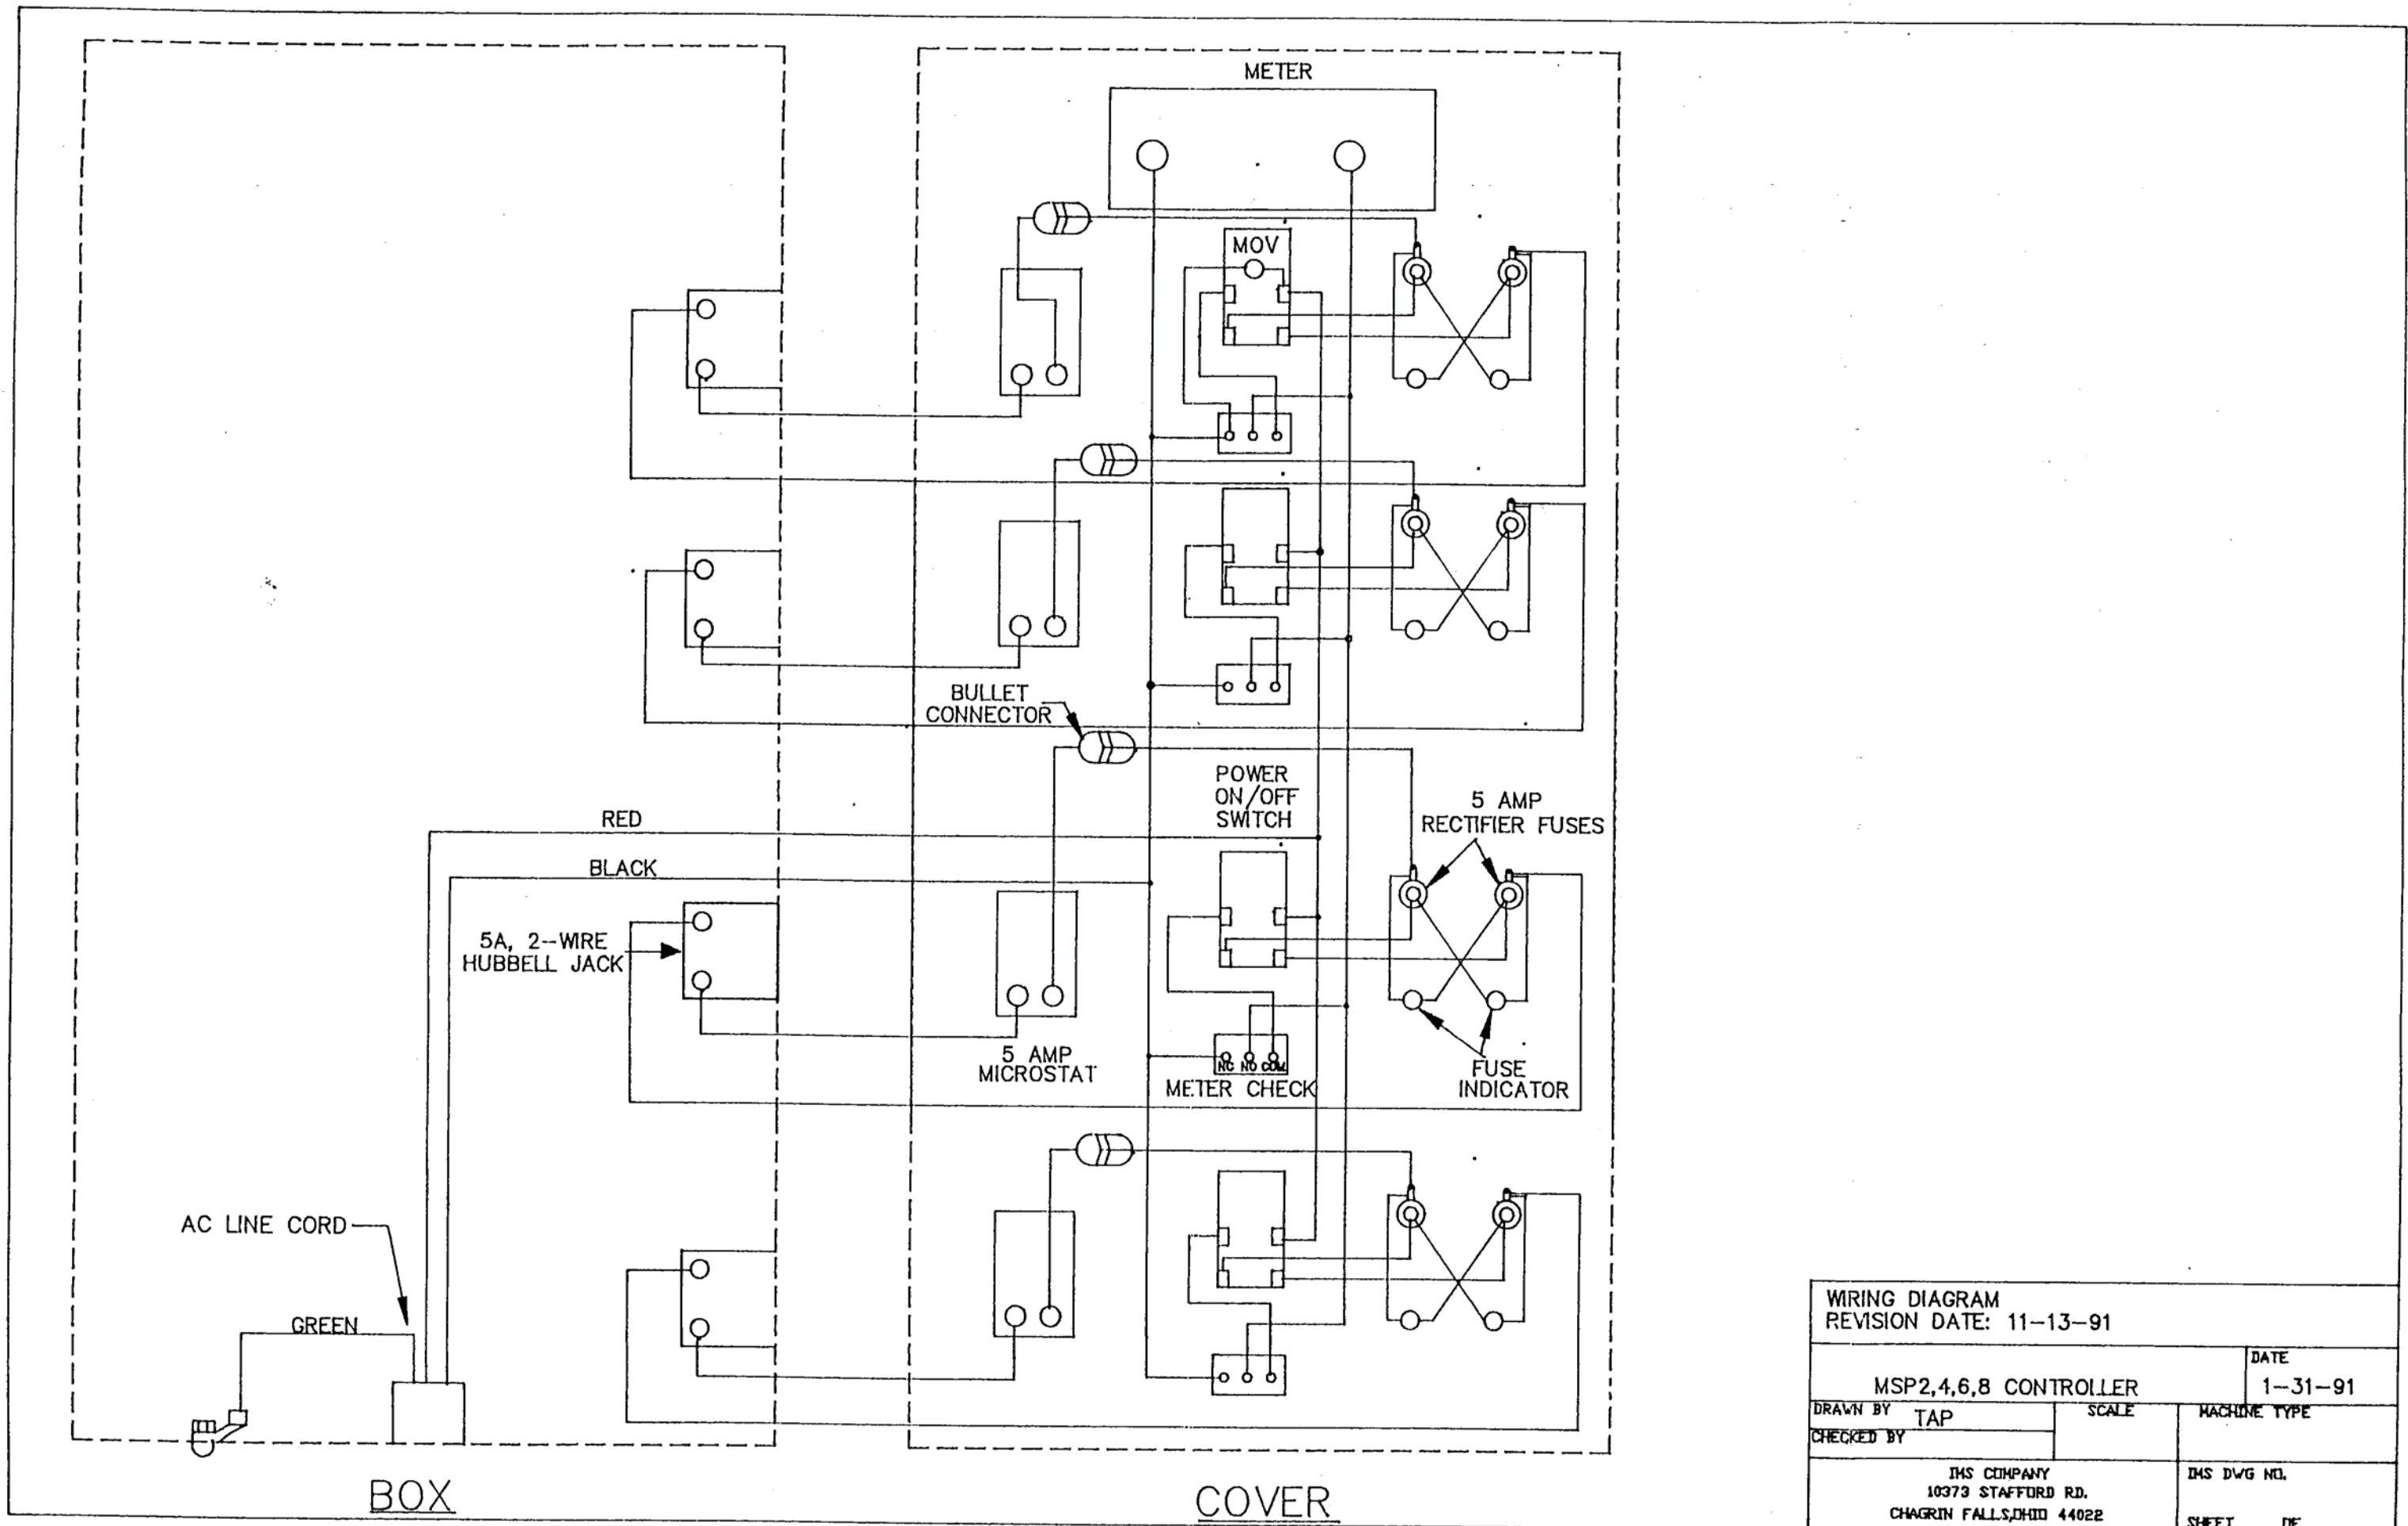 METER
MOV
BULLET
CONNECTOR
POWER
ON/OFF
SWITCH
5 AMP
RECTIFIER FUSES
RED
BLACK
5A, 2--WIRE
HUBBELL JACK
5 AMP
MICROSTAT
NC NO COM
METER CHECK
FUSE
INDICATOR
AC LINE CORD
GREEN
BOX
COVER
WIRING DIAGRAM
REVISION DATE: 11-13-91
MSP2,4,6,8 CONTROLLER
DATE
1-31-91
DRAWN BY TAP
SCALE
MACHINE TYPE
CHECKED BY
IMS COMPANY
10373 STAFFORD RD.
CHAGRIN FALLS,OHIO 44022
IMS DWG NO.
SHEET OF